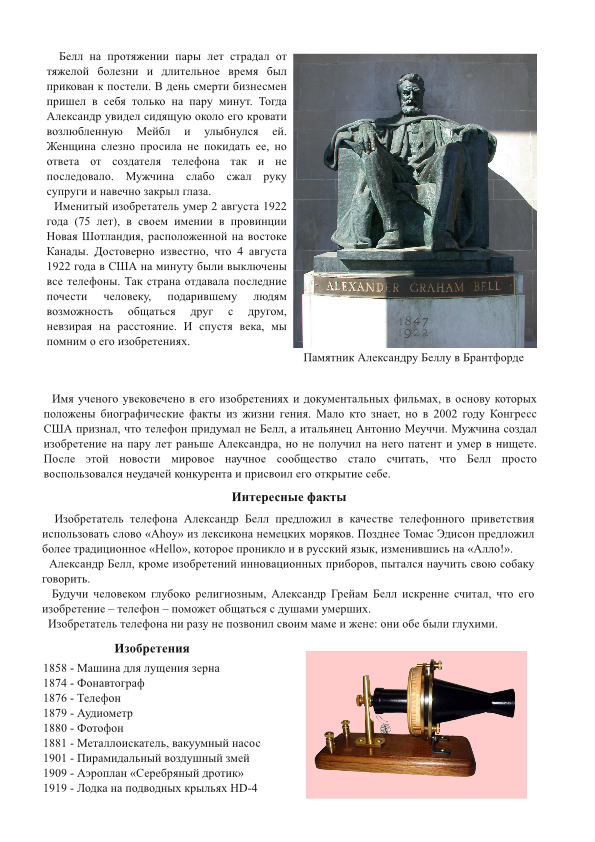 Белл на протяжении пары лет страдал от
тяжелой болезни и длительное время был
прикован к постели. В день смерти бизнесмен
пришел в себя только на пару минут. Тогда
Александр увидел сидящую около его кровати
возлюбленную Мейбл и улыбнулся ей.
Женщина слезно просила не покидать ее, но
ответа от создателя телефона так и не
последовало. Мужчина слабо сжал руку
супруги и навечно закрыл глаза.
Именитый изобретатель умер 2 августа 1922
года (75 лет), в своем имении в провинции
Новая Шотландия, расположенной на востоке
Канады. Достоверно известно, что 4 августа
1922 года в США на минуту были выключены
все телефоны. Так страна отдавала последние
почести человеку, подарившему людям
возможность общаться друг с другом,
невзирая на расстояние. И спустя века, мы
помним о его изобретениях.
ALEXANDER GRAHAM BELL
1847
1922
Памятник Александру Беллу в Брантфорде
Имя ученого увековечено в его изобретениях и документальных фильмах, в основу которых
положены биографические факты из жизни гения. Мало кто знает, но в 2002 году Конгресс
США признал, что телефон придумал не Белл, а итальянец Антонио Меуччи. Мужчина создал
изобретение на пару лет раньше Александра, но не получил на него патент и умер в нищете.
После этой новости мировое научное сообщество стало считать, что Белл просто
воспользовался неудачей конкурента и присвоил его открытие себе.
Интересные факты
Изобретатель телефона Александр Белл предложил в качестве телефонного приветствия
использовать слово «Ahoy» из лексикона немецких моряков. Позднее Томас Эдисон предложил
более традиционное «Hello», которое проникло и в русский язык, изменившись на «Алло!».
Александр Белл, кроме изобретений инновационных приборов, пытался научить свою собаку
говорить.
Будучи человеком глубоко религиозным, Александр Грейам Белл искренне считал, что его
изобретение – телефон – поможет общаться с душами умерших.
Изобретатель телефона ни разу не позвонил своим маме и жене: они обе были глухими.
Изобретения
1858 - Машина для лущения зерна
1874 - Фонавтограф
1876 - Телефон
1879 - Аудиометр
1880 - Фотофон
1881 - Металлоискатель, вакуумный насос
1901 - Пирамидальный воздушный змей
1909 - Аэроплан «Серебряный дротик»
1919 - Лодка на подводных крыльях HD-4